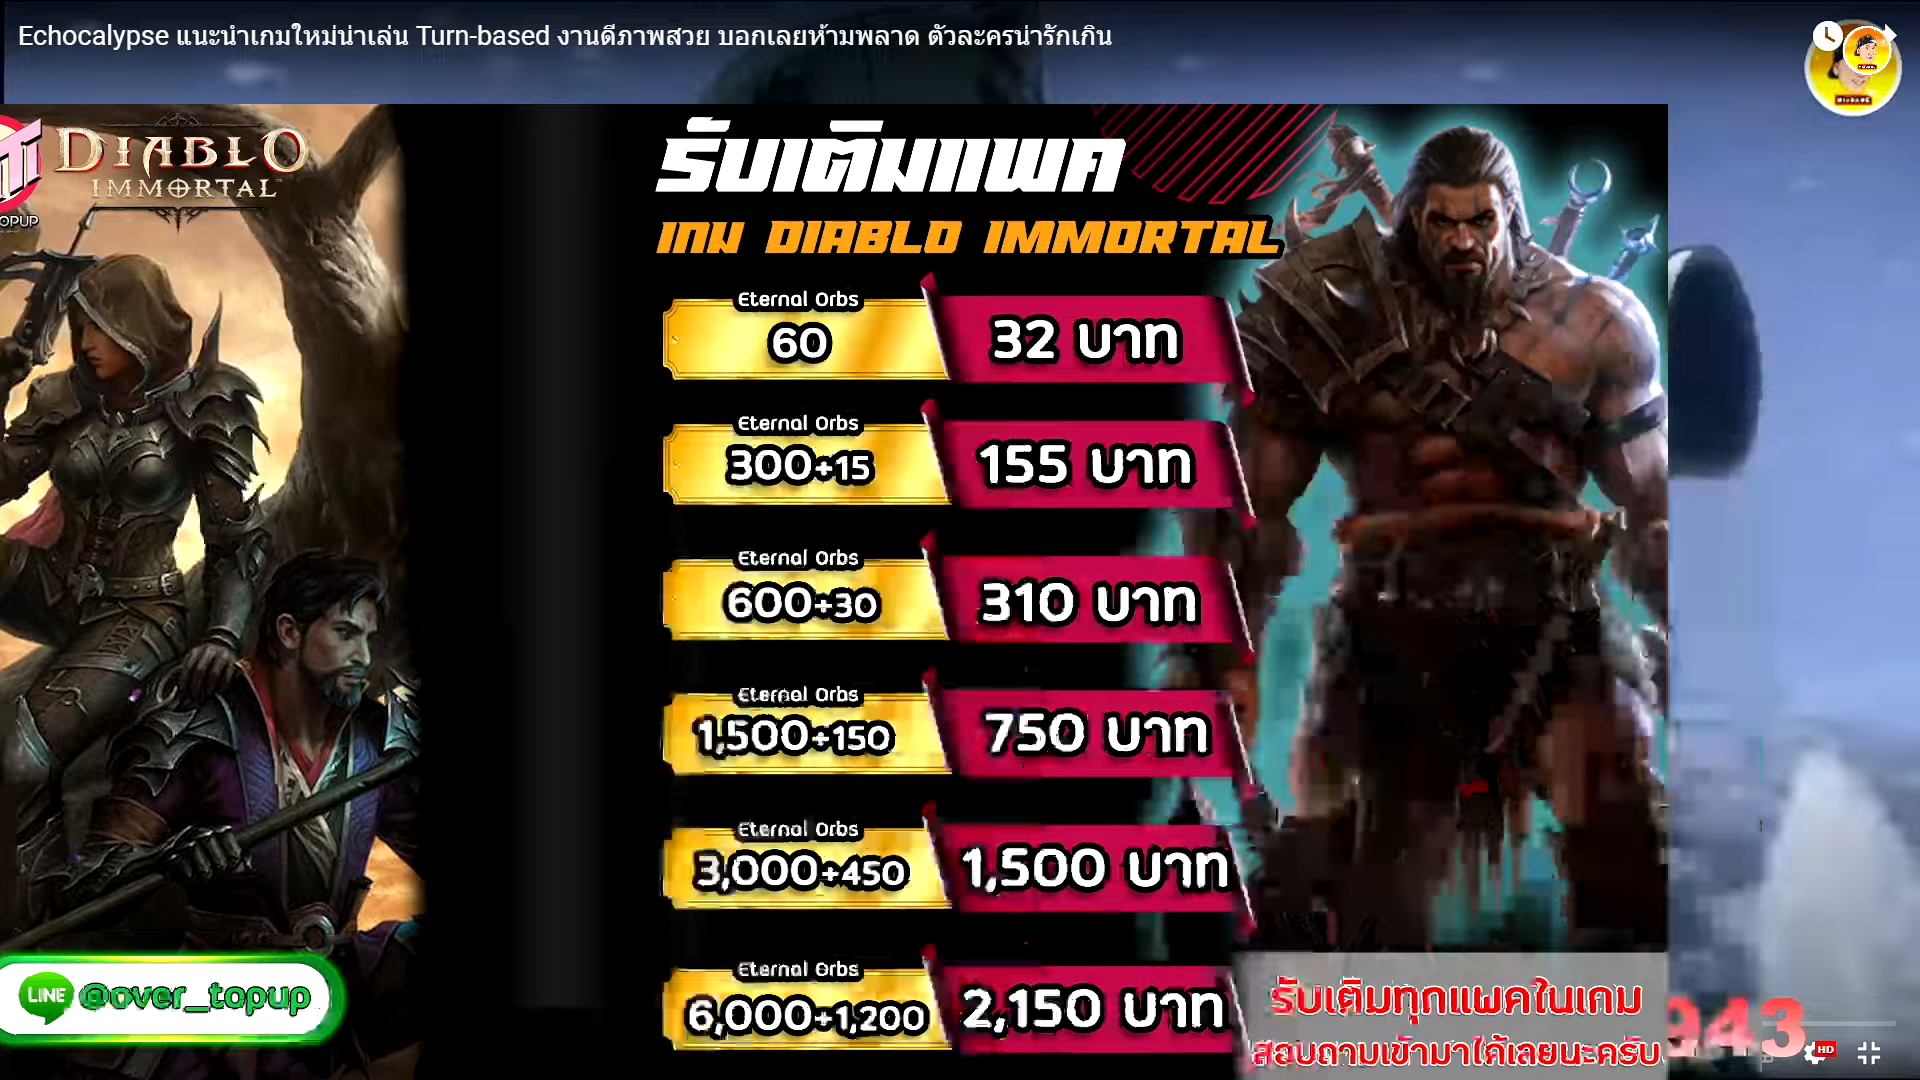 Echocalypse แนะนำเกมใหม่น่าเล่น Turn-based งานดีภาพสวย บอกเลยห้ามพลาด ตัวละครน่ารักเกิน
DIABLO
IMMORTAL
รับเติมแพค
เกม DIABLO IMMORTAL
Eternal Orbs
60
32 บาท
Eternal Orbs
300+15
155 บาท
Eternal Orbs
600+30
310 บาท
Eternal Orbs
1,500+150
750 บาท
Eternal Orbs
3,000+450
1,500 บาท
Eternal Orbs
6,000+1,200
2,150 บาท
LINE @over_topup
รับเติมทุกแพคในเกม
สอบถามเข้ามาได้เลยนะครับ
943
HD